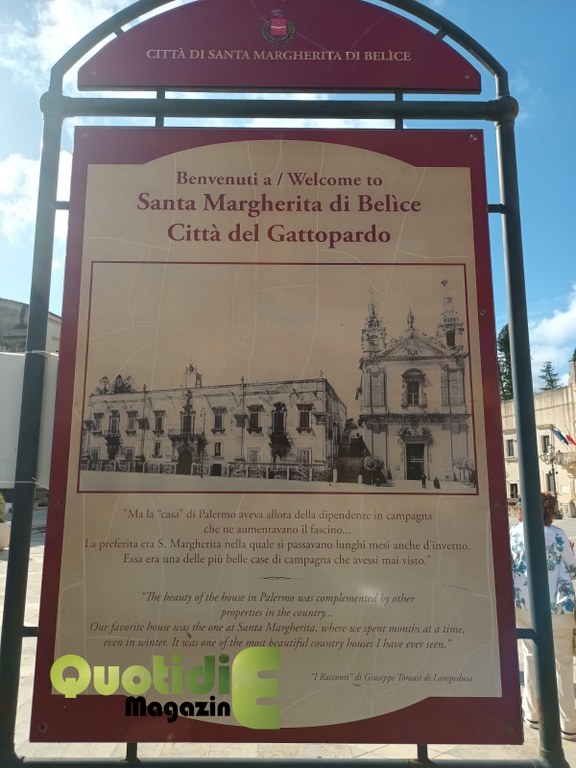 CITTÀ DI SANTA MARGHERITA DI BELÌCE
Benvenuti a / Welcome to
Santa Margherita di Belìce
Città del Gattopardo
"Ma la "casa" di Palermo aveva allora della dipendenze in campagna
che ne aumentavano il fascino...
La preferita era S. Margherita nella quale si passavano lunghi mesi anche d'inverno.
Essa era una delle più belle case di campagna che avessi mai visto."
"The beauty of the house in Palermo was complemented by other
properties in the country...
Our favorite house was the one at Santa Margherita, where we spent months at a time,
even in winter. It was one of the most beautiful country houses I have ever seen."
"I Racconti" di Giuseppe Tomasi di Lampedusa
QuotidiE
Magazin